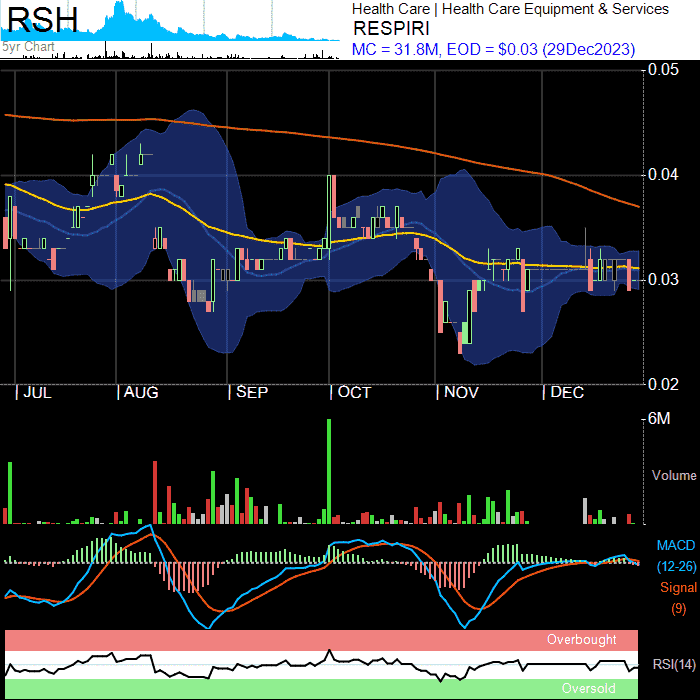 RSH
Health Care | Health Care Equipment & Services
RESPIRI
5yr Chart
MC = 31.8M, EOD = $0.03 (29Dec2023)
0.05
0.04
0.03
0.02
| JUL | AUG | SEP | OCT | NOV | DEC
6M
Volume
MACD
(12-26)
Signal
(9)
Overbought
RSI(14)
Oversold